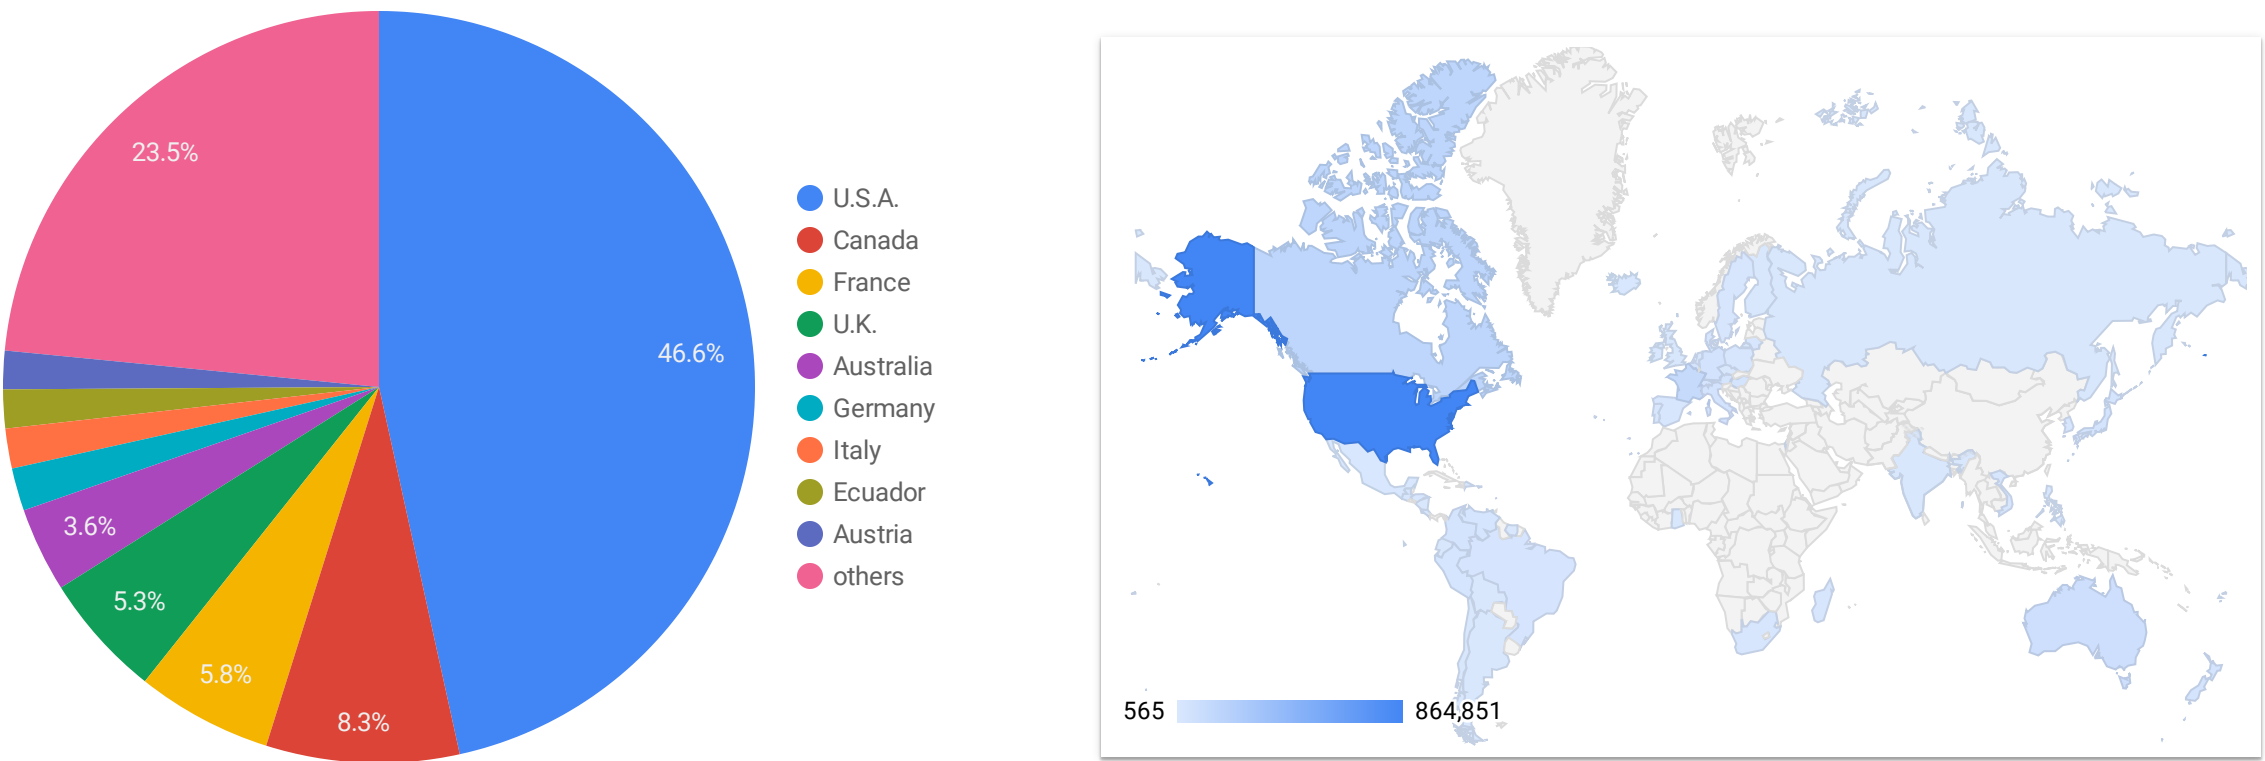 23.5%
46.6%
3.6%
5.3%
5.8%
8.3%
U.S.A.
Canada
France
U.K.
Australia
Germany
Italy
Ecuador
Austria
others
565
864,851